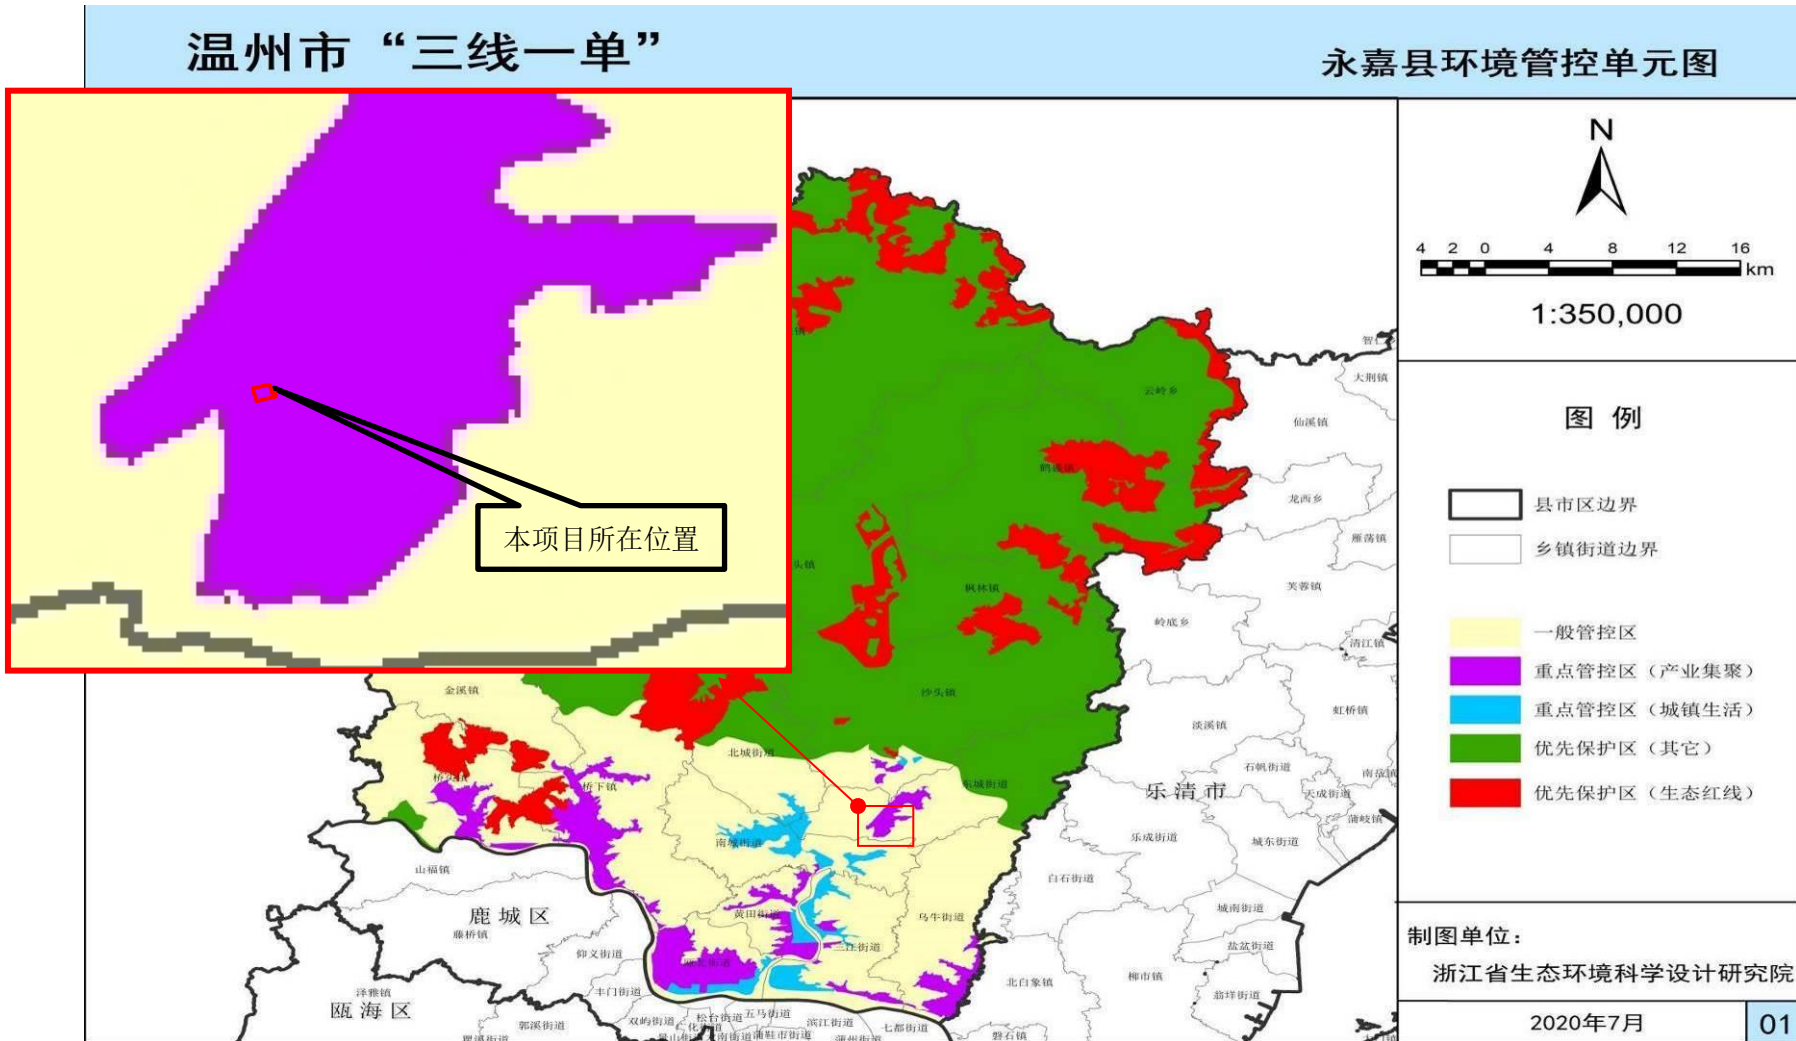 温州市“三线一单”
永嘉县环境管控单元图
本项目所在位置
N
4 2 0 4 8 12 16
km
1:350,000
图 例
县市区边界
乡镇街道边界
一般管控区
重点管控区（产业集聚）
重点管控区（城镇生活）
优先保护区（其它）
优先保护区（生态红线）
制图单位：
浙江省生态环境科学设计研究院
2020年7月
01
大荆镇
云岭乡
仙溪镇
龙西乡
雁荡镇
枫林镇
芙蓉镇
岭底乡
清江镇
金溪镇
沙头镇
淡溪镇
虹桥镇
北城街道
石帆街道
桥下镇
东城街道
乐清市
天成街道
蒲岐镇
南城街道
乐成街道
城东街道
山福镇
白石街道
鹿城区
黄田街道
乌牛街道
城南街道
藤桥镇
三江街道
盐盆街道
仰义街道
北白象镇
柳市镇
丰门街道
泽雅镇
翁垟街道
瓯海区
郭溪街道
双屿街道
松台街道
五马街道
滨江街道
七都街道
磐石镇